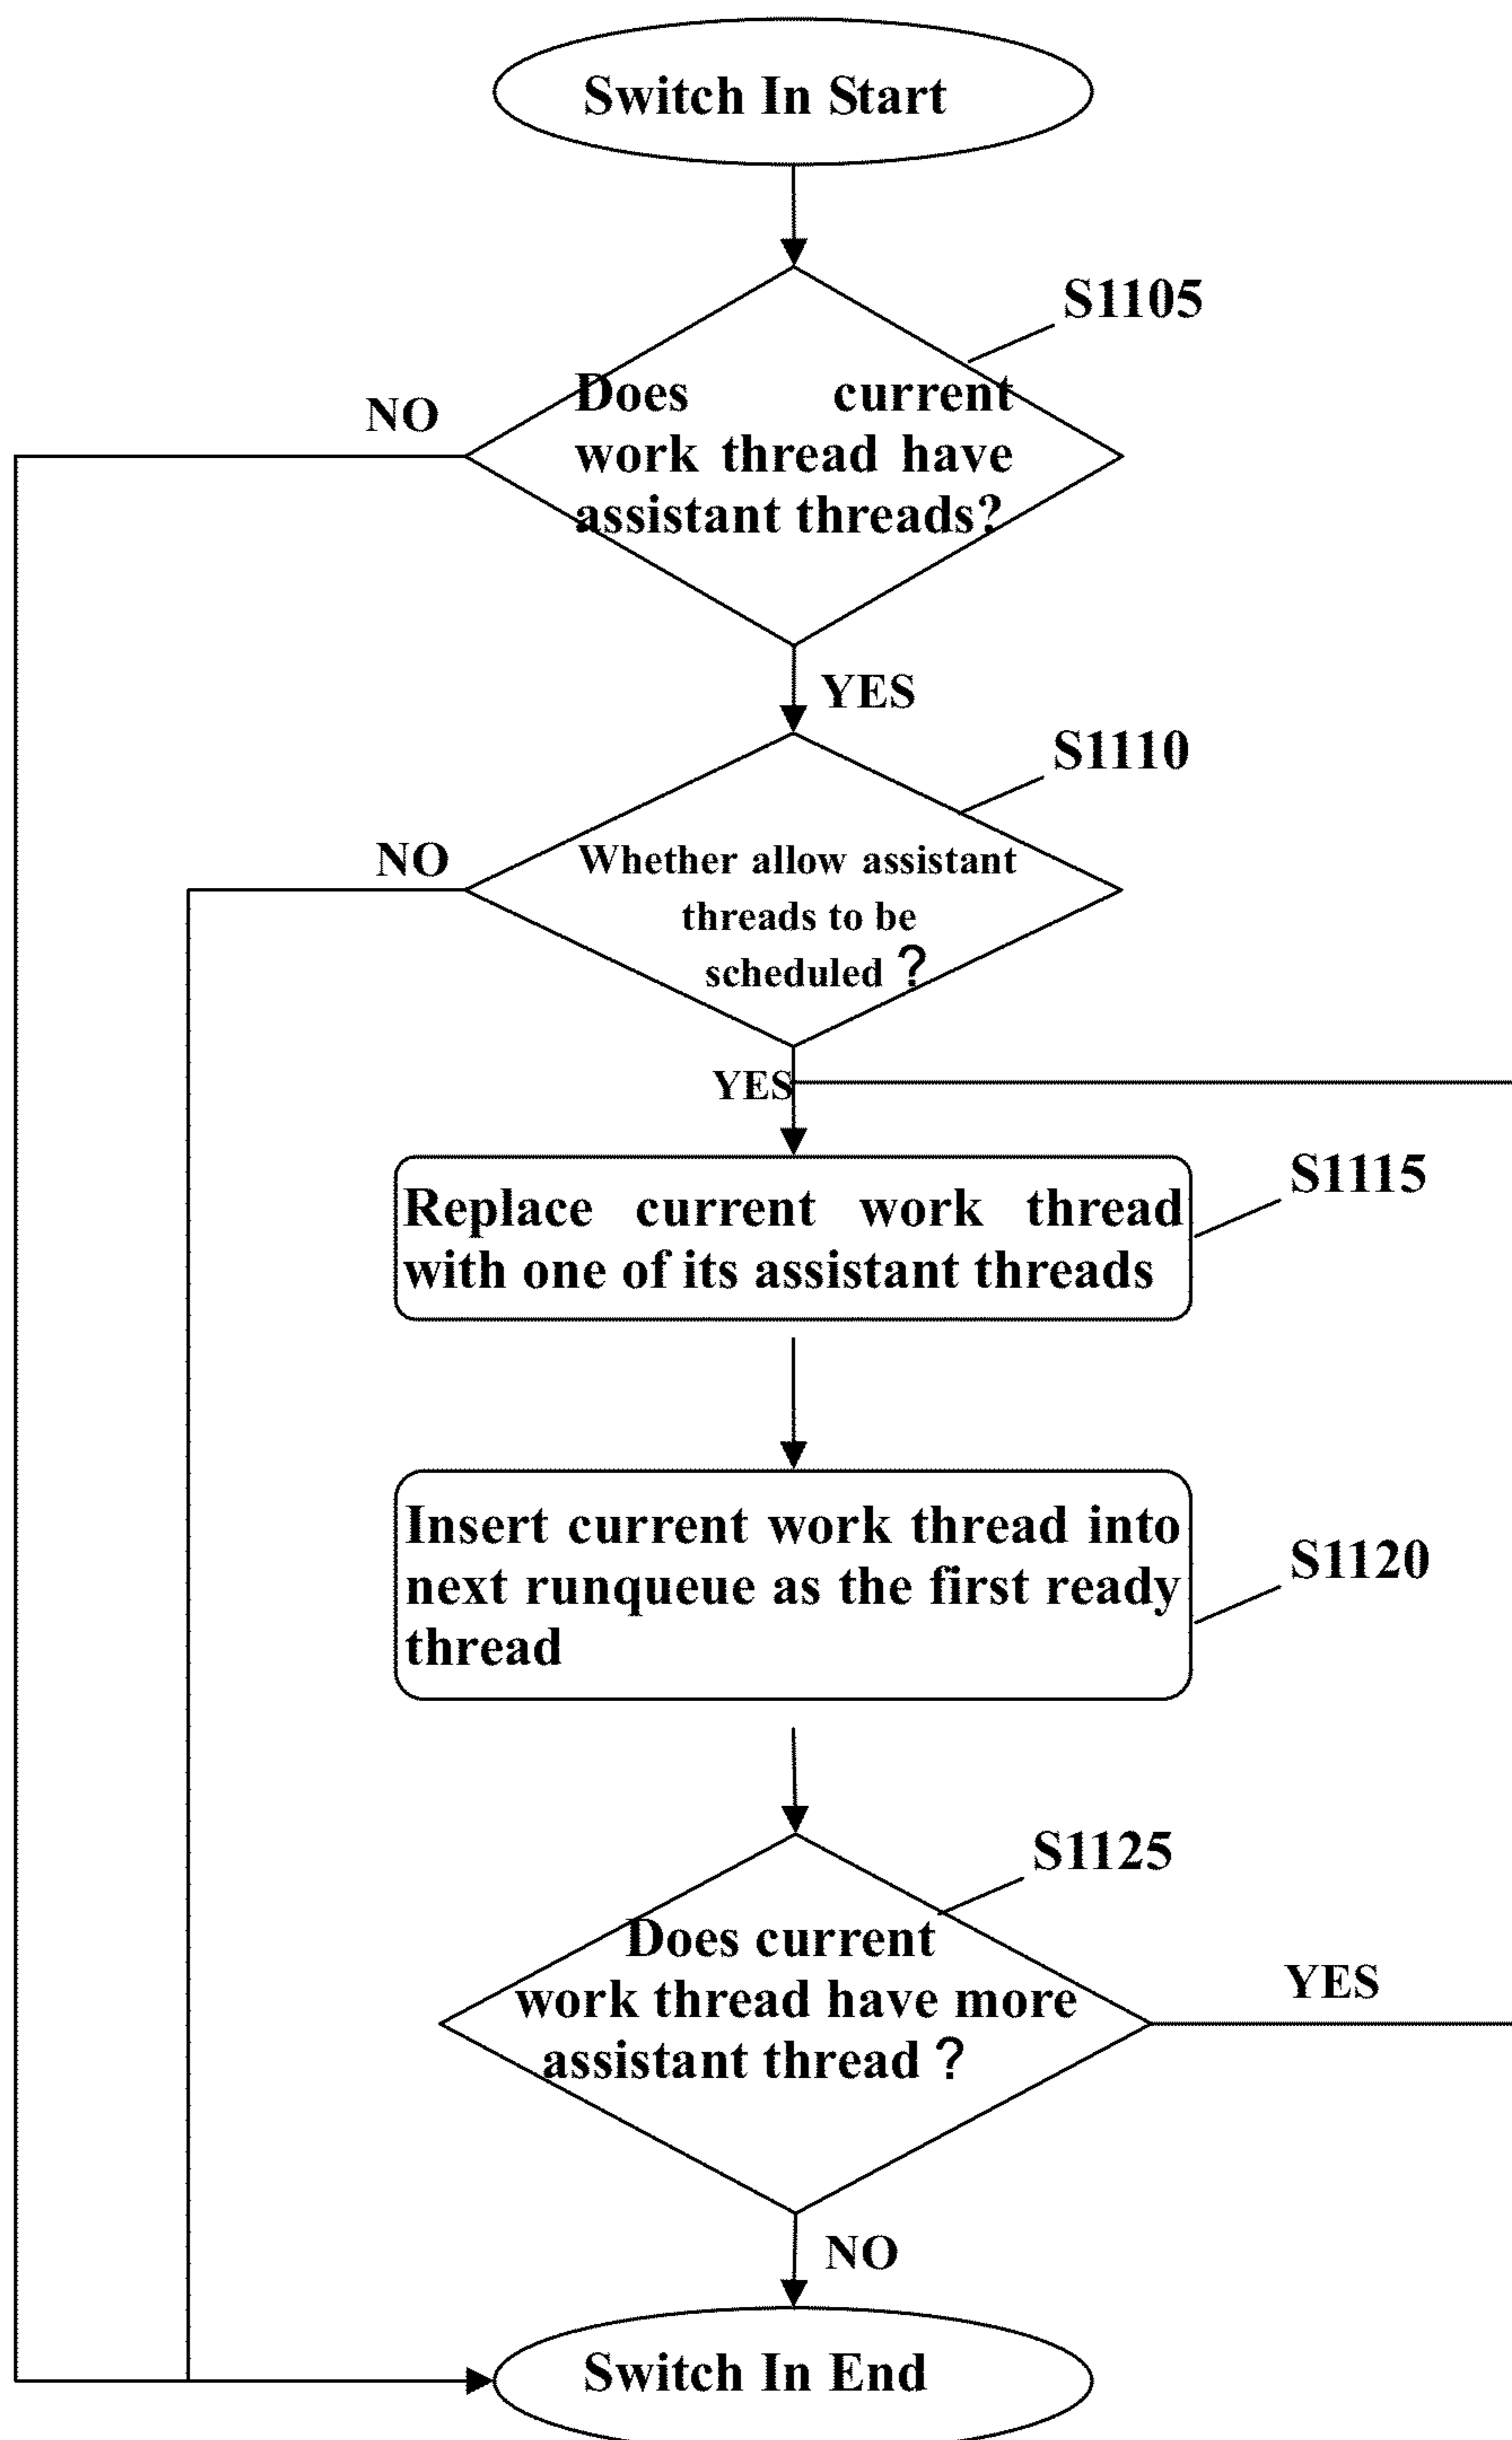 Switch In Start
S1105
NO
Does current
work thread have
assistant threads?
YES
S1110
NO
Whether allow assistant
threads to be
scheduled ?
YES
S1115
Replace current work thread
with one of its assistant threads
S1120
Insert current work thread into
next runqueue as the first ready
thread
S1125
Does current
work thread have more
assistant thread ?
YES
NO
Switch In End